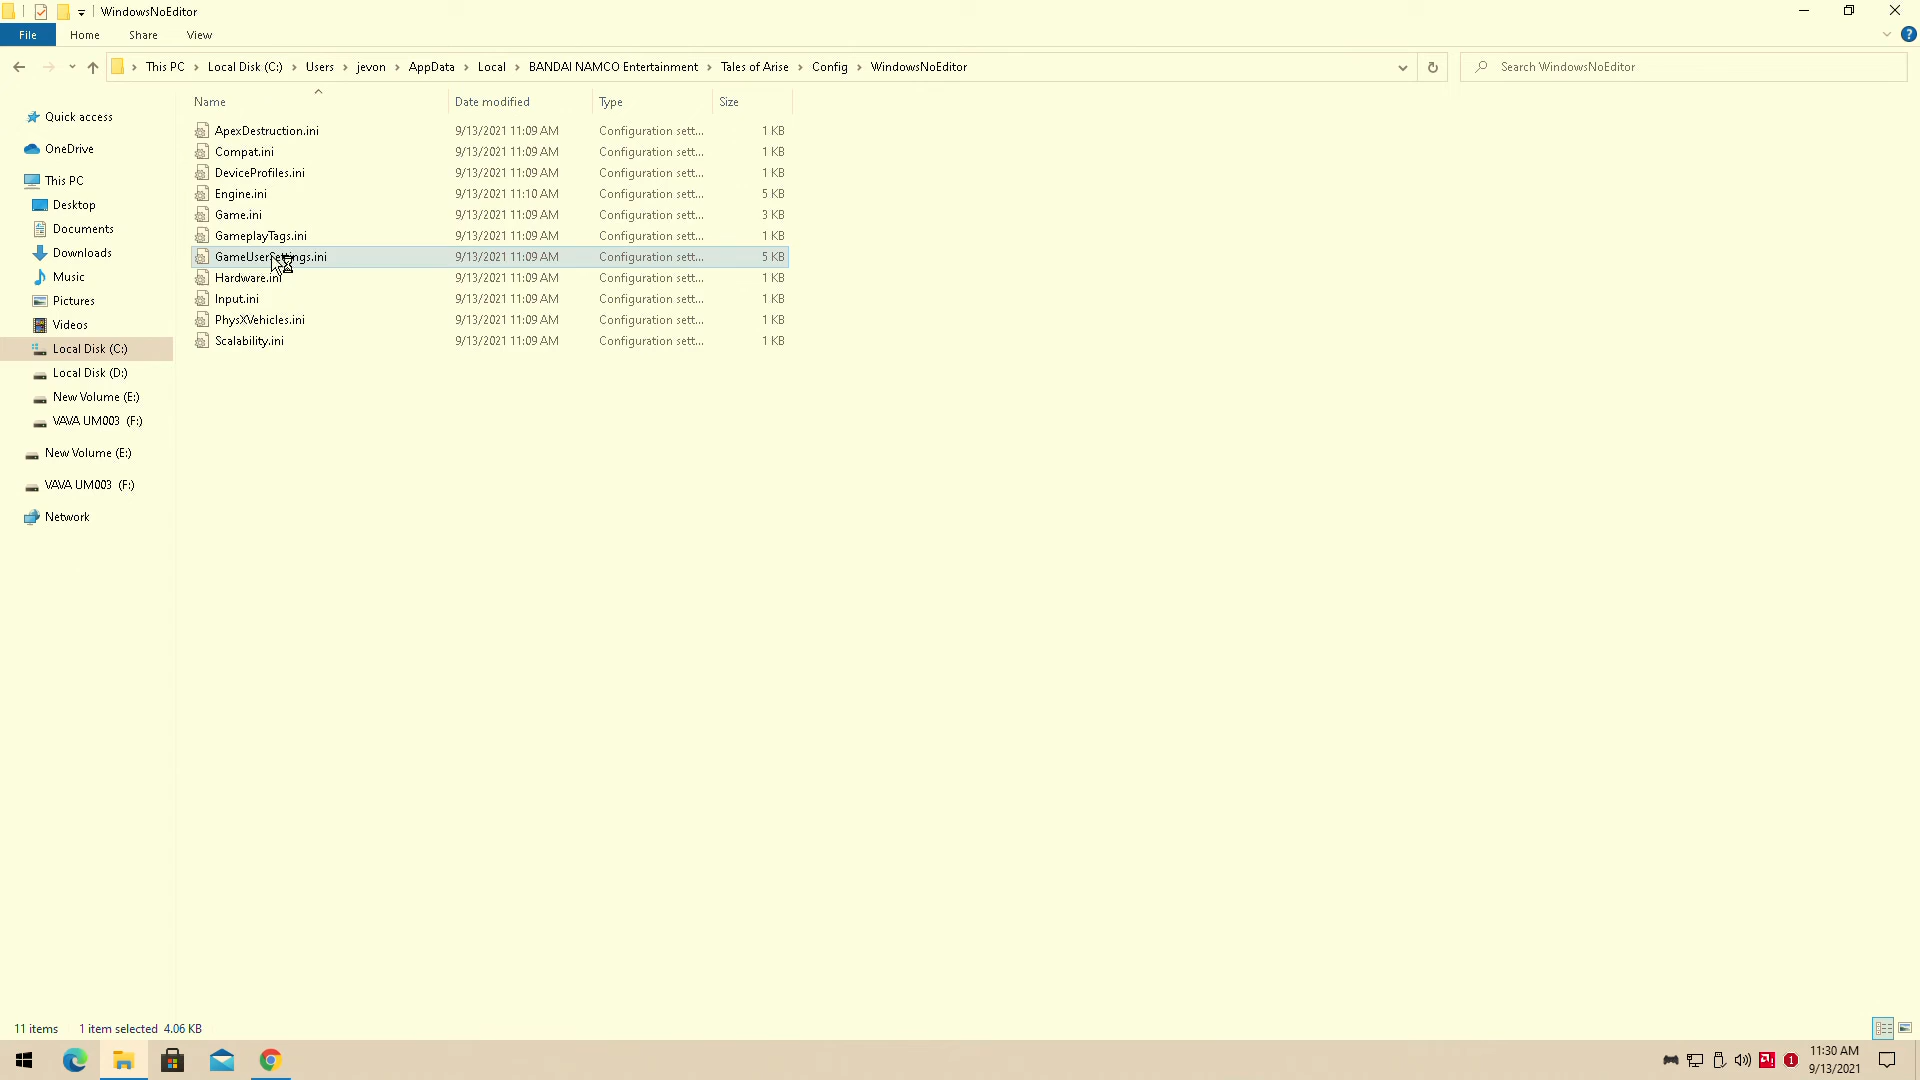 WindowsNoEditor
File Home Share View
This PC Local Disk (C:) Users jevon AppData Local BANDAI NAMCO Entertainment Tales of Arise Config WindowsNoEditor
Search WindowsNoEditor
Name Date modified Type Size
Quick access
OneDrive
This PC
Desktop
Documents
Downloads
Music
Pictures
Videos
Local Disk (C:)
Local Disk (D:)
New Volume (E:)
VAVA UM003 (F:)
New Volume (E:)
VAVA UM003 (F:)
Network
ApexDestruction.ini 9/13/2021 11:09 AM Configuration sett... 1 KB
Compat.ini 9/13/2021 11:09 AM Configuration sett... 1 KB
DeviceProfiles.ini 9/13/2021 11:09 AM Configuration sett... 1 KB
Engine.ini 9/13/2021 11:10 AM Configuration sett... 5 KB
Game.ini 9/13/2021 11:09 AM Configuration sett... 3 KB
GameplayTags.ini 9/13/2021 11:09 AM Configuration sett... 1 KB
GameUserSettings.ini 9/13/2021 11:09 AM Configuration sett... 5 KB
Hardware.ini 9/13/2021 11:09 AM Configuration sett... 1 KB
Input.ini 9/13/2021 11:09 AM Configuration sett... 1 KB
PhysXVehicles.ini 9/13/2021 11:09 AM Configuration sett... 1 KB
Scalability.ini 9/13/2021 11:09 AM Configuration sett... 1 KB
11 items 1 item selected 4.06 KB
11:30 AM
9/13/2021